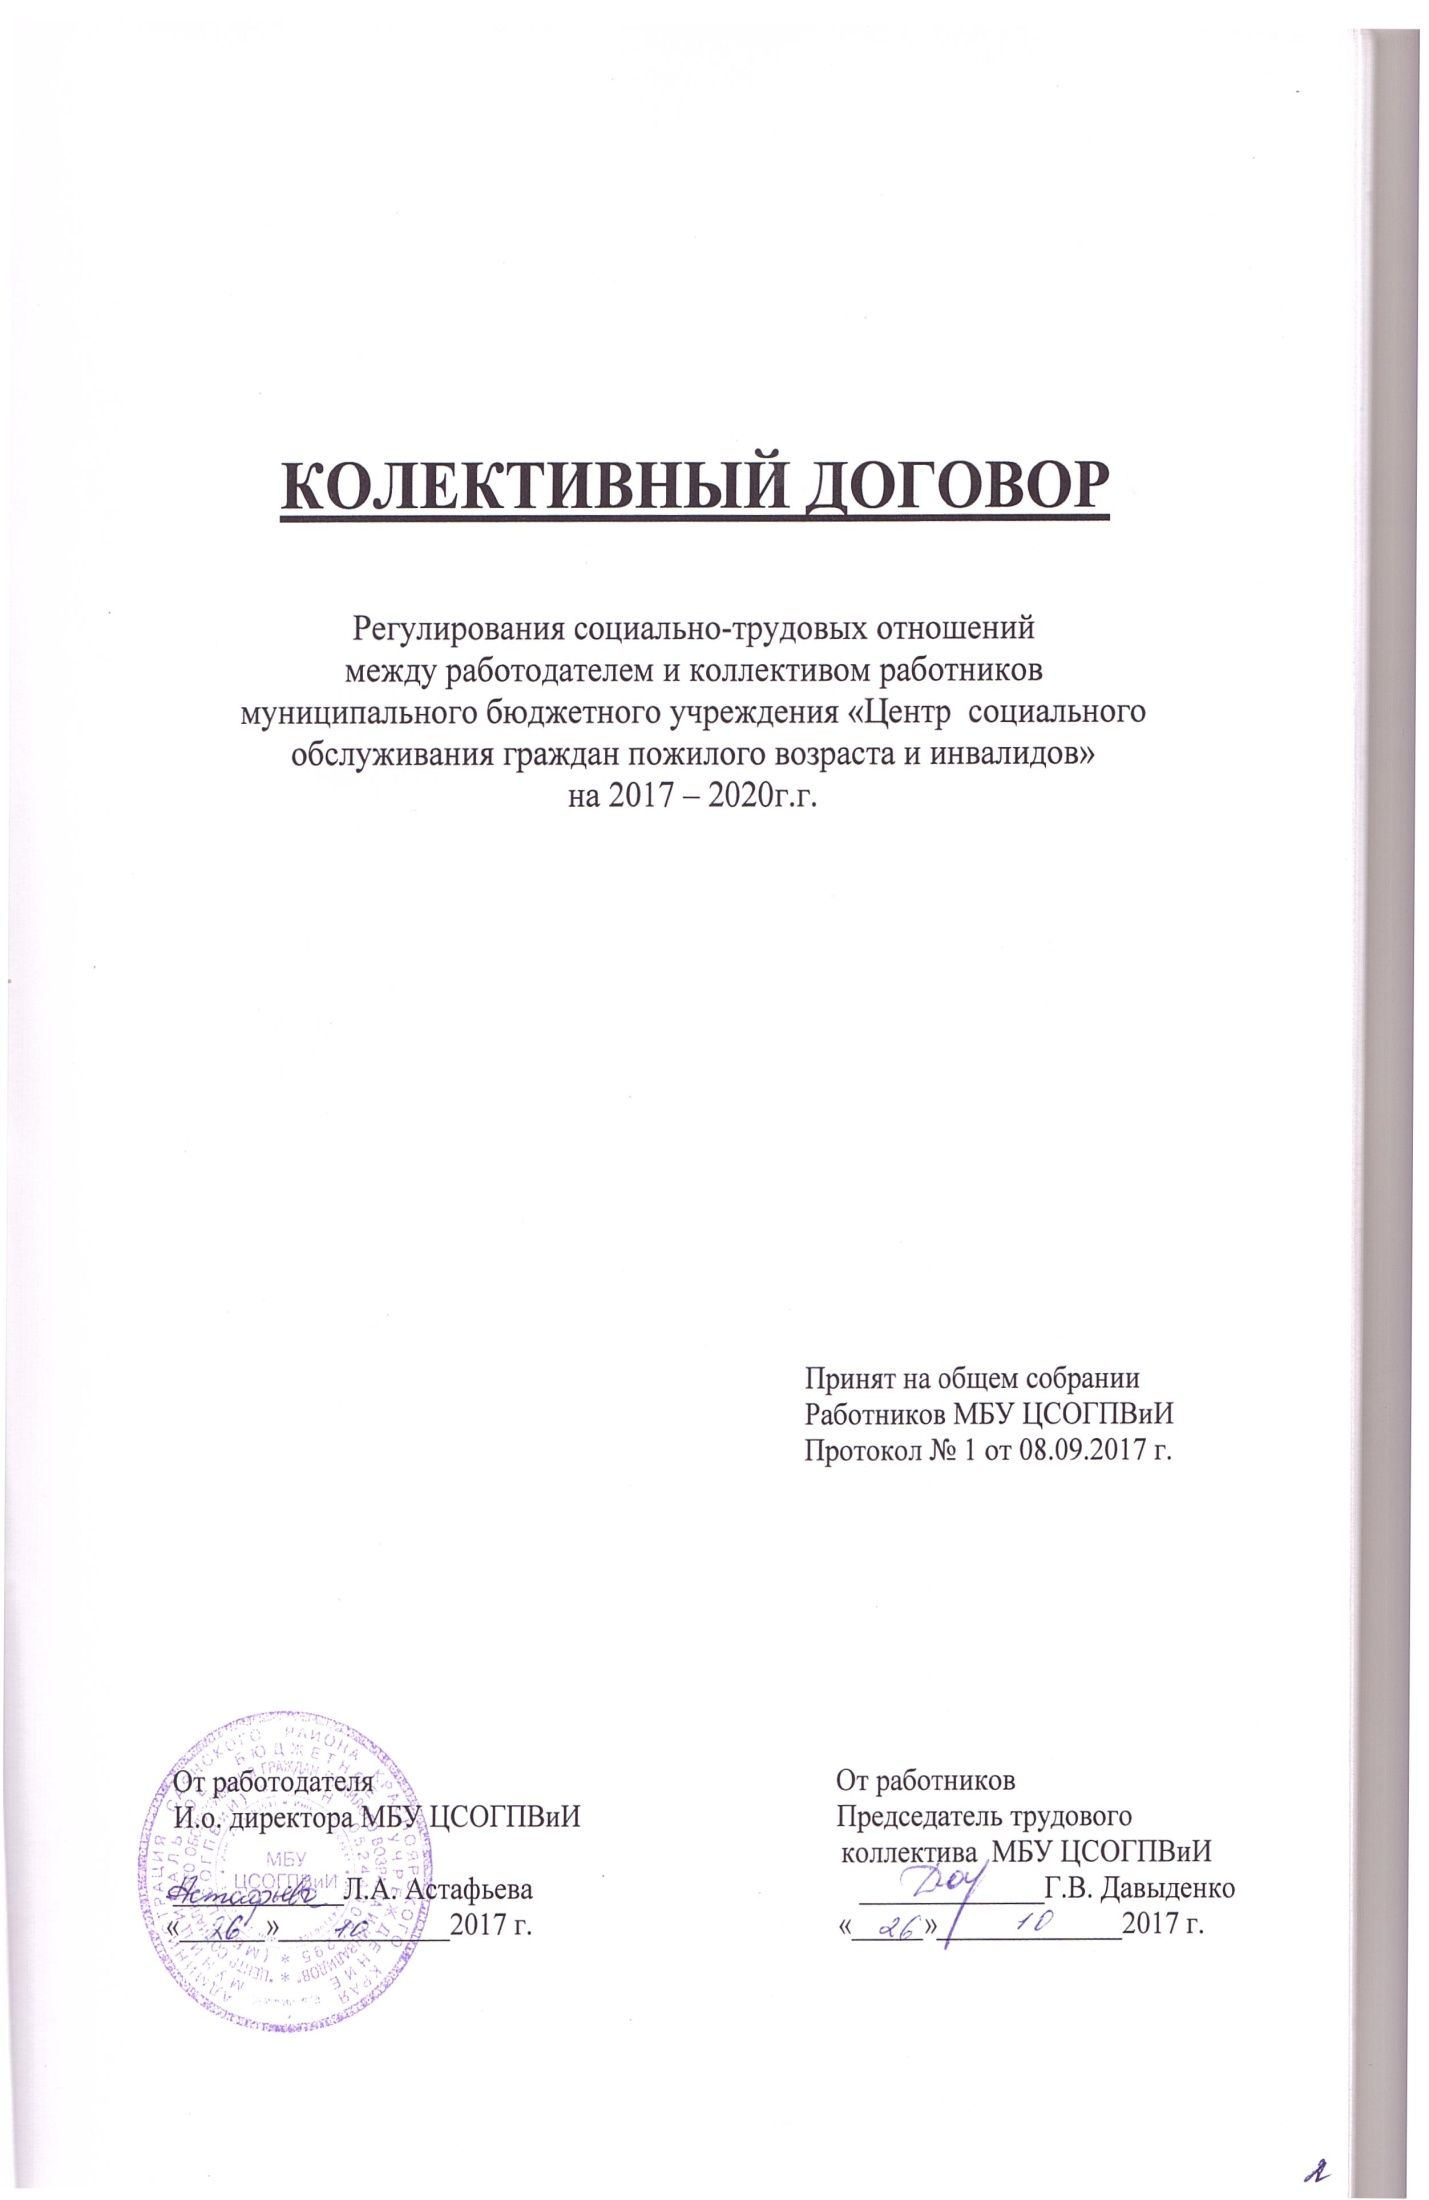 КОЛЕКТИВНЫЙ ДОГОВОР
Регулирования социально-трудовых отношений
между работодателем и коллективом работников
муниципального бюджетного учреждения «Центр социального
обслуживания граждан пожилого возраста и инвалидов»
на 2017 – 2020г.г.
Принят на общем собрании
Работников МБУ ЦСОГПВиИ
Протокол № 1 от 08.09.2017 г.
От работодателя
И.о. директора МБУ ЦСОГПВиИ
Астафьева Л.А. Астафьева
«26» 10 2017 г.
МБУ
ЦСОГПВиИ
От работников
Председатель трудового
коллектива МБУ ЦСОГПВиИ
Г.В. Давыденко
«26» 10 2017 г.